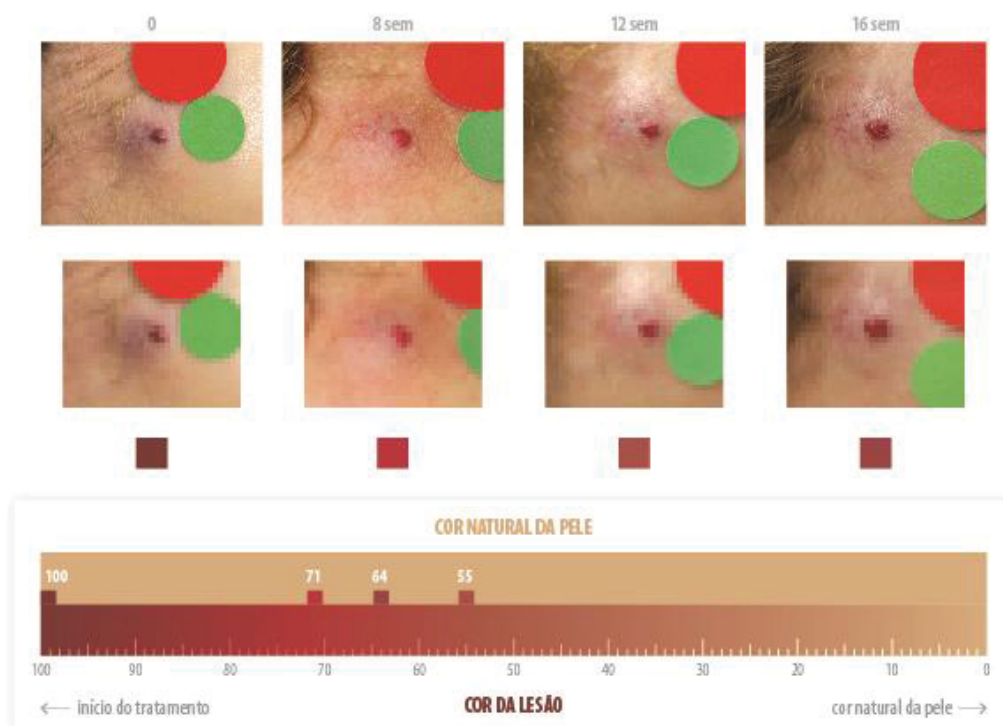 0 8 sem 12 sem 16 sem
COR NATURAL DA PELE
100 71 64 55
100 90 80 70 60 50 40 30 20 10 0
← início do tratamento COR DA LESÃO cor natural da pele →